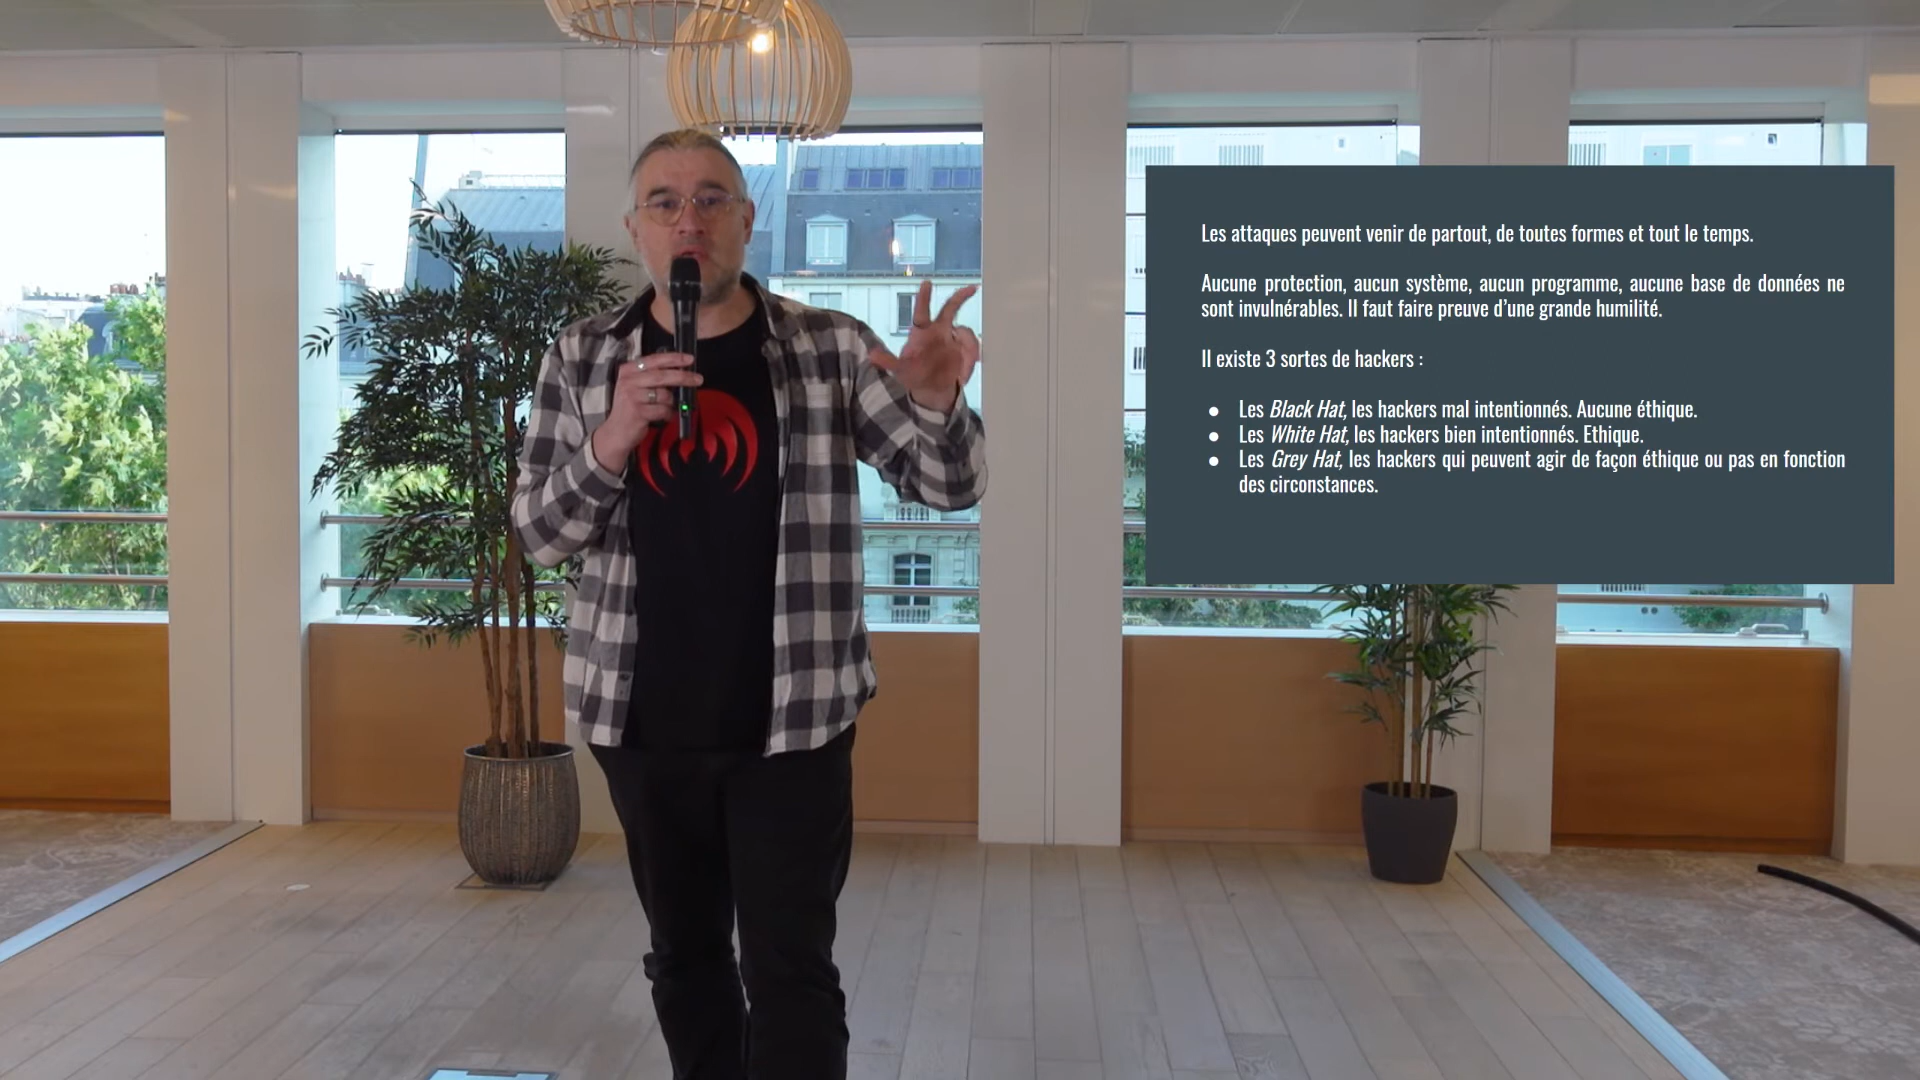 Les attaques peuvent venir de partout, de toutes formes et tout le temps.
Aucune protection, aucun système, aucun programme, aucune base de données ne
sont invulnérables. Il faut faire preuve d’une grande humilité.
Il existe 3 sortes de hackers :
● Les Black Hat, les hackers mal intentionnés. Aucune éthique.
● Les White Hat, les hackers bien intentionnés. Ethique.
● Les Grey Hat, les hackers qui peuvent agir de façon éthique ou pas en fonction
des circonstances.